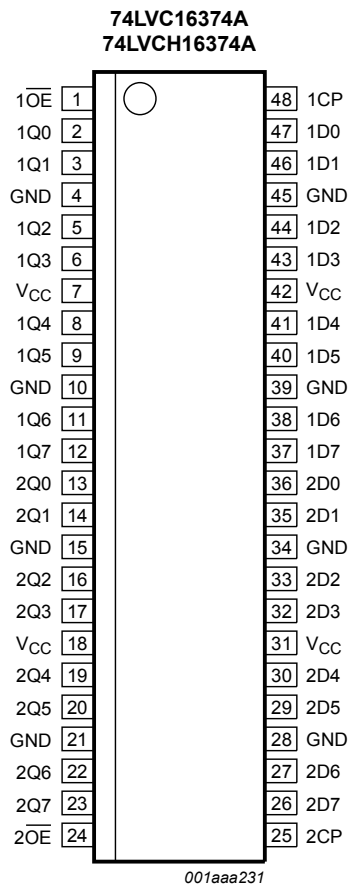 74LVC16374A
74LVCH16374A
1O̅E̅ 1 48 1CP
1Q0 2 47 1D0
1Q1 3 46 1D1
GND 4 45 GND
1Q2 5 44 1D2
1Q3 6 43 1D3
VCC 7 42 VCC
1Q4 8 41 1D4
1Q5 9 40 1D5
GND 10 39 GND
1Q6 11 38 1D6
1Q7 12 37 1D7
2Q0 13 36 2D0
2Q1 14 35 2D1
GND 15 34 GND
2Q2 16 33 2D2
2Q3 17 32 2D3
VCC 18 31 VCC
2Q4 19 30 2D4
2Q5 20 29 2D5
GND 21 28 GND
2Q6 22 27 2D6
2Q7 23 26 2D7
2O̅E̅ 24 25 2CP
001aaa231